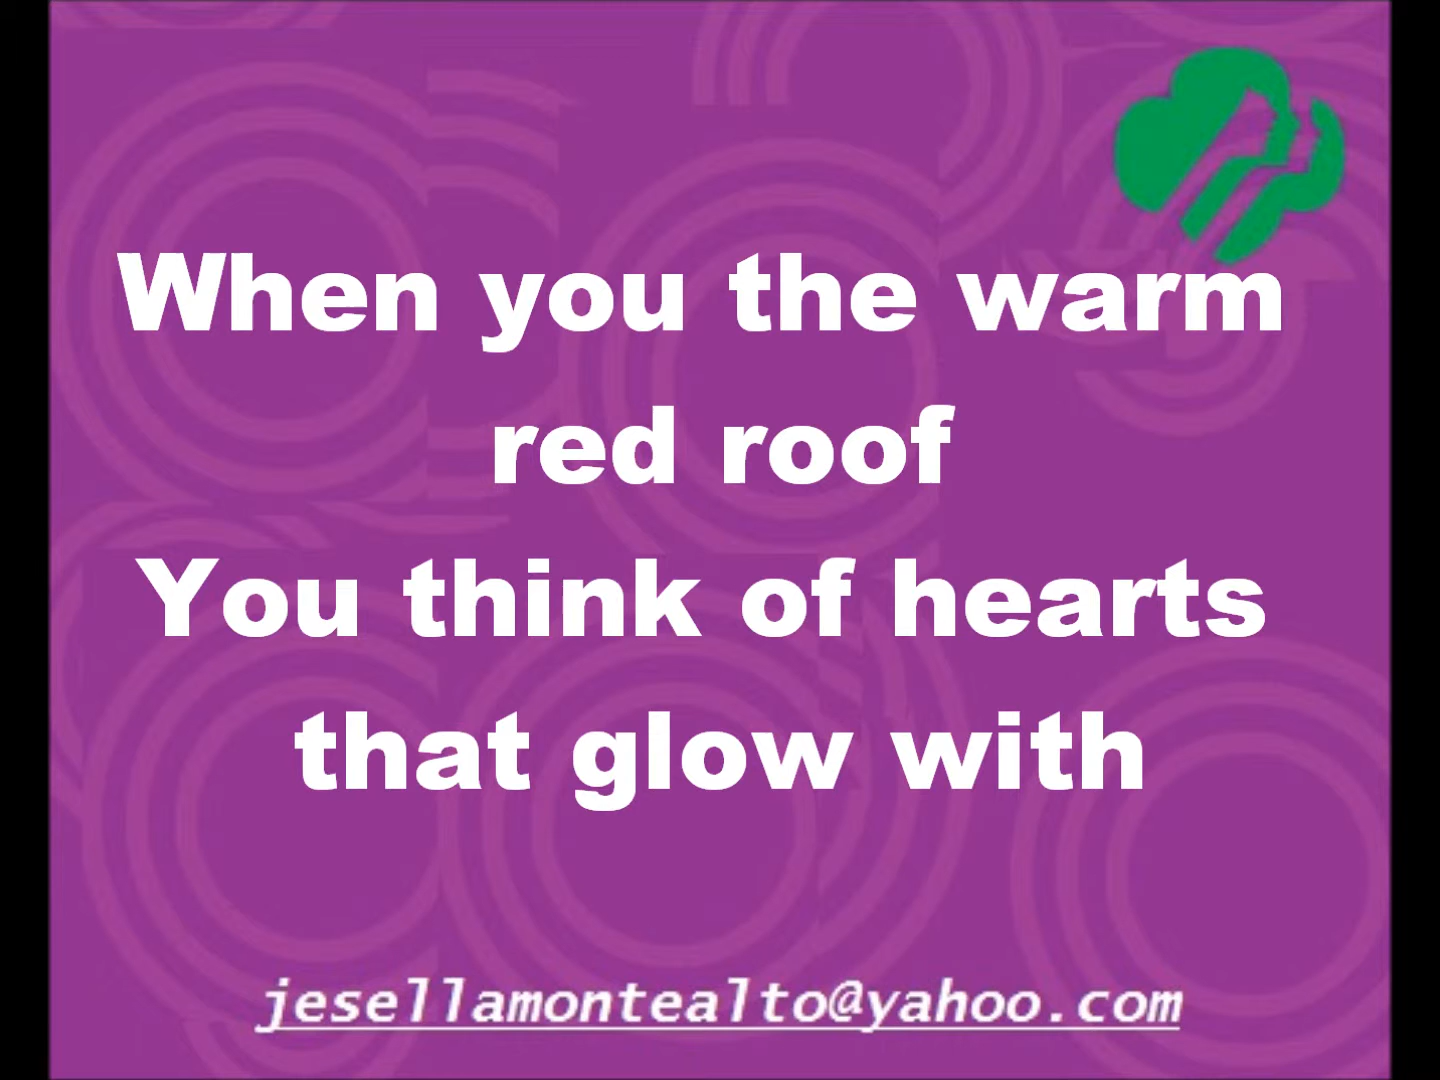 When you the warm
red roof
You think of hearts
that glow with
jesellamontealto@yahoo.com